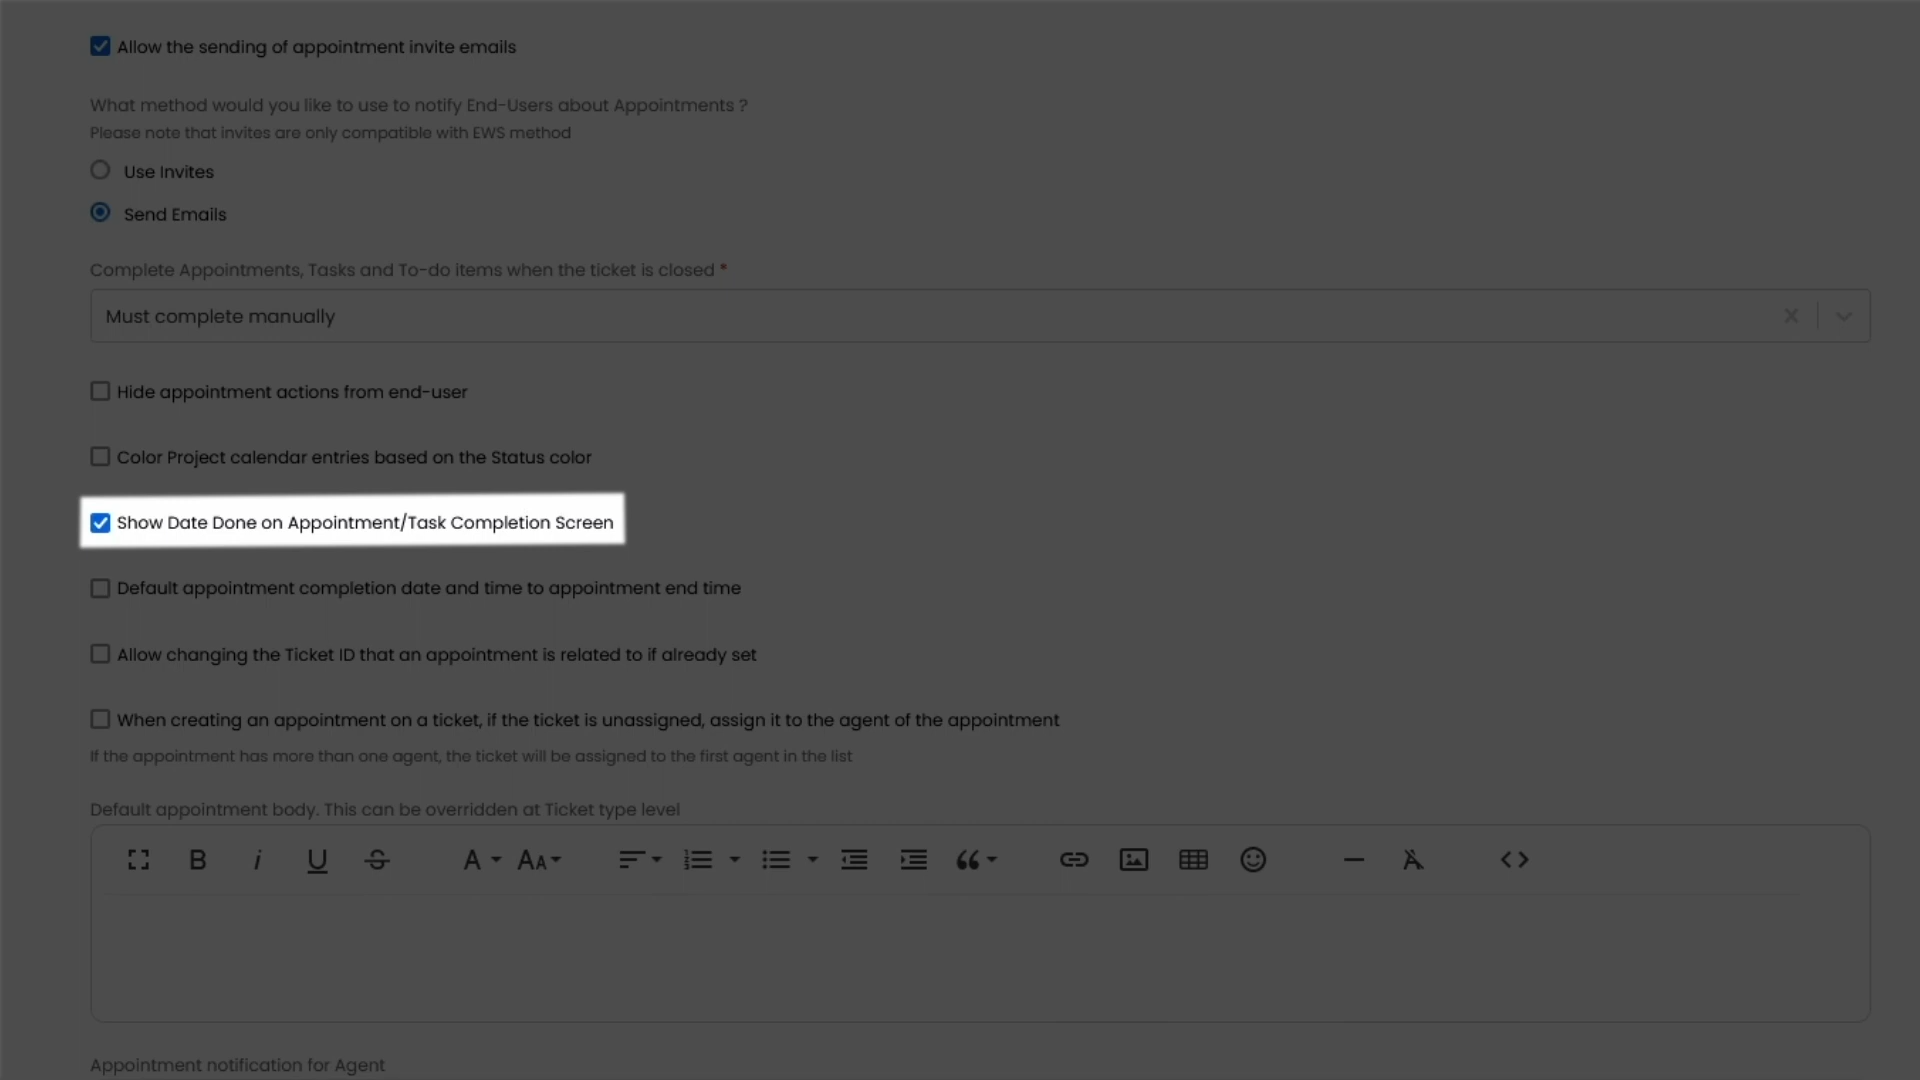 Allow the sending of appointment invite emails
What method would you like to use to notify End-Users about Appointments ?
Please note that invites are only compatible with EWS method
Use Invites
Send Emails
Complete Appointments, Tasks and To-do items when the ticket is closed *
Must complete manually
Hide appointment actions from end-user
Color Project calendar entries based on the Status color
Show Date Done on Appointment/Task Completion Screen
Default appointment completion date and time to appointment end time
Allow changing the Ticket ID that an appointment is related to if already set
When creating an appointment on a ticket, if the ticket is unassigned, assign it to the agent of the appointment
If the appointment has more than one agent, the ticket will be assigned to the first agent in the list
Default appointment body. This can be overridden at Ticket type level
Appointment notification for Agent